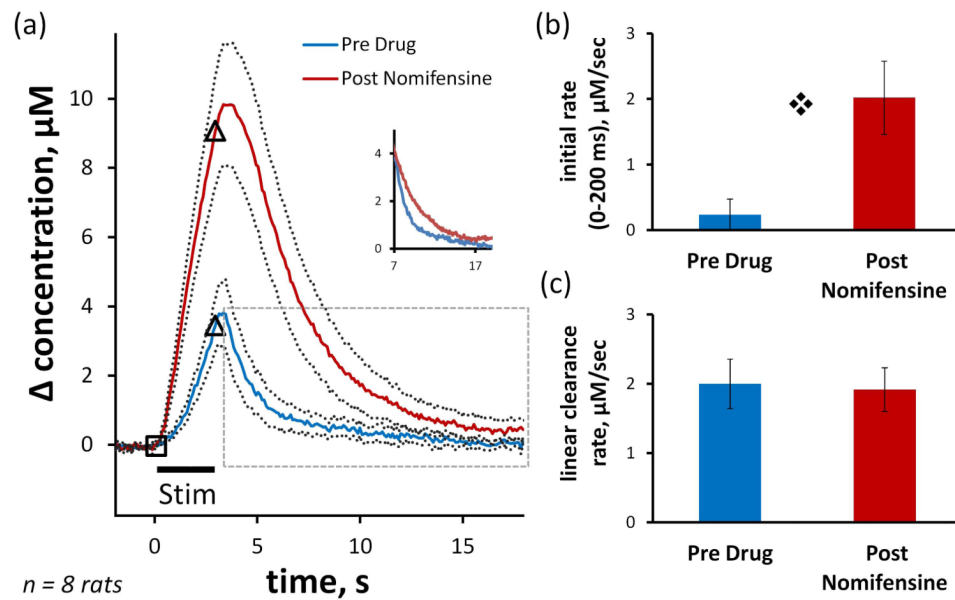 (a)
Δ concentration, μM
10
8
6
4
2
0
Pre Drug
Post Nomifensine
4
2
0
7
17
Stim
0
5
10
15
time, s
n = 8 rats
(b)
initial rate
(0-200 ms), μM/sec
3
2
1
0
Pre Drug
Post
Nomifensine
(c)
linear clearance
rate, μM/sec
3
2
1
0
Pre Drug
Post
Nomifensine